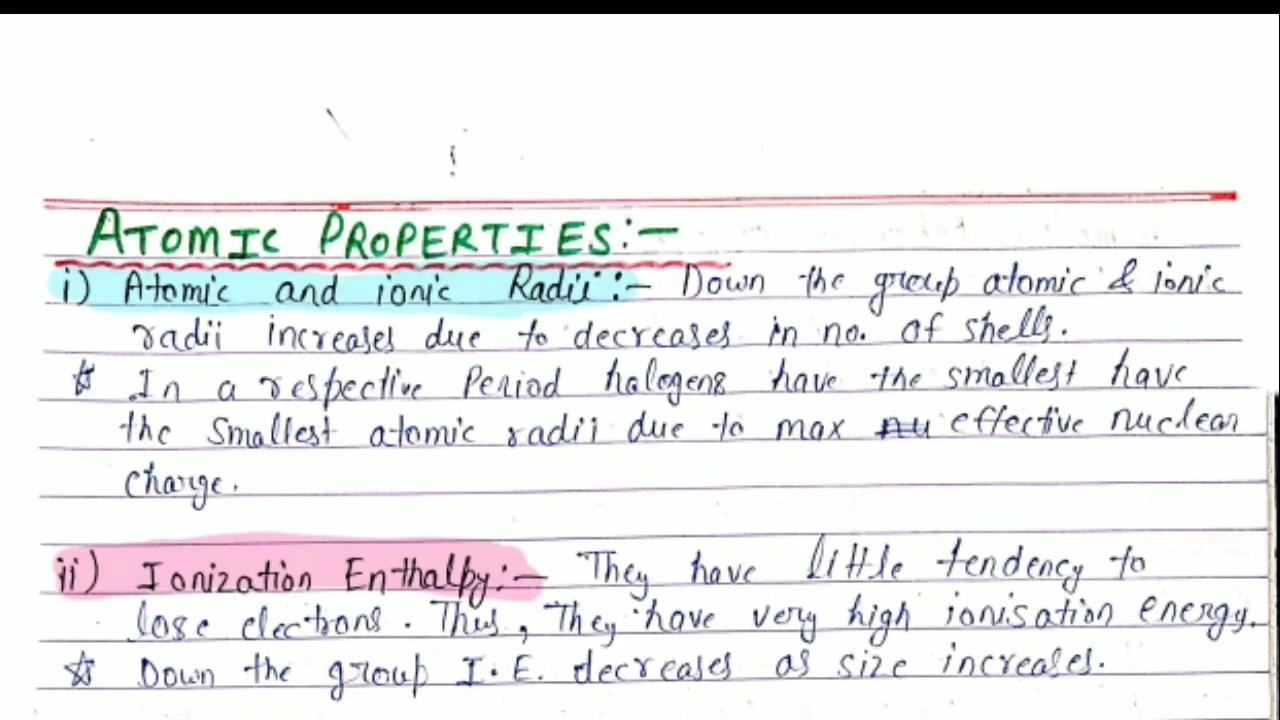 ATOMIC PROPERTIES:-
i) Atomic and ionic Radii:- Down the group atomic & ionic
radii increases due to decreases in no. of shells.
☆ In a respective Period halogens have the smallest have
the smallest atomic radii due to max nu effective nuclear
charge.
ii) Ionization Enthalpy:- They have little tendency to
lose electrons. Thus, They have very high ionisation energy.
☆ Down the group I.E. decreases as size increases.